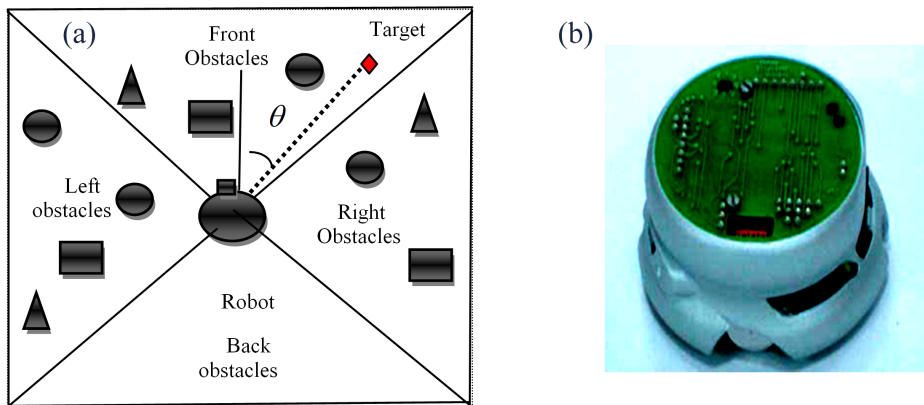 (a)
Front
Obstacles
Target
θ
Left
obstacles
Right
Obstacles
Robot
Back
obstacles
(b)